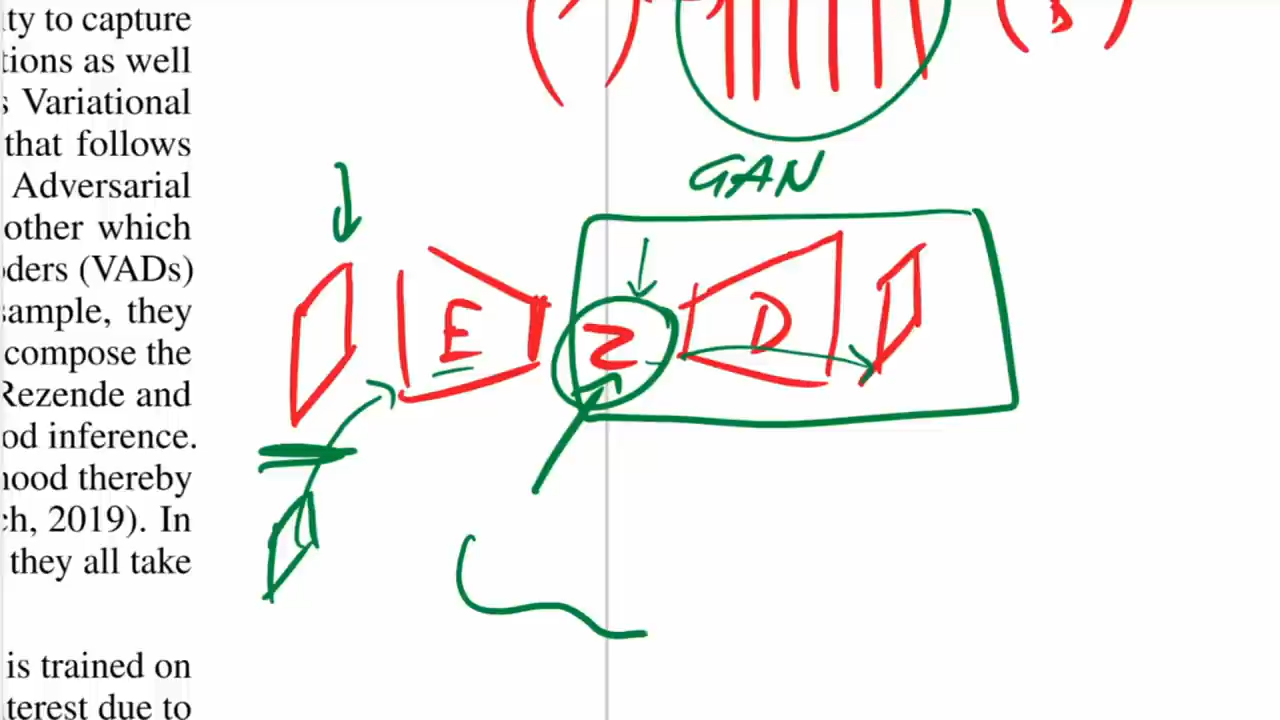 ity to capture
tions as well
s Variational
that follows
Adversarial
other which
oders (VADs)
sample, they
compose the
Rezende and
od inference.
hood thereby
ch, 2019). In
they all take
is trained on
terest due to
GAN
E
Z
D